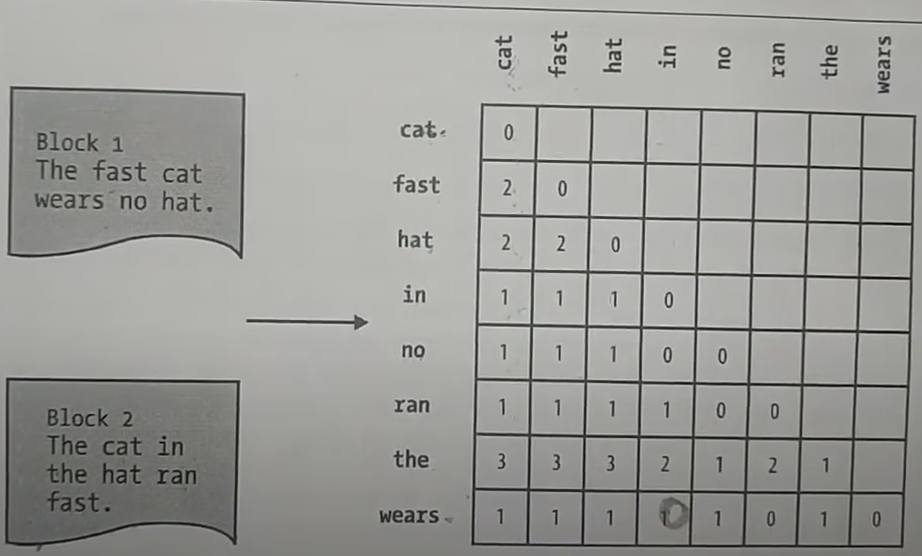 cat fast hat in no ran the wears
Block 1
The fast cat
wears no hat.
Block 2
The cat in
the hat ran
fast.
cat 0
fast 2 0
hat 2 2 0
in 1 1 1 0
no 1 1 1 0 0
ran 1 1 1 1 0 0
the 3 3 3 2 1 2 1
wears 1 1 1 1 1 0 1 0